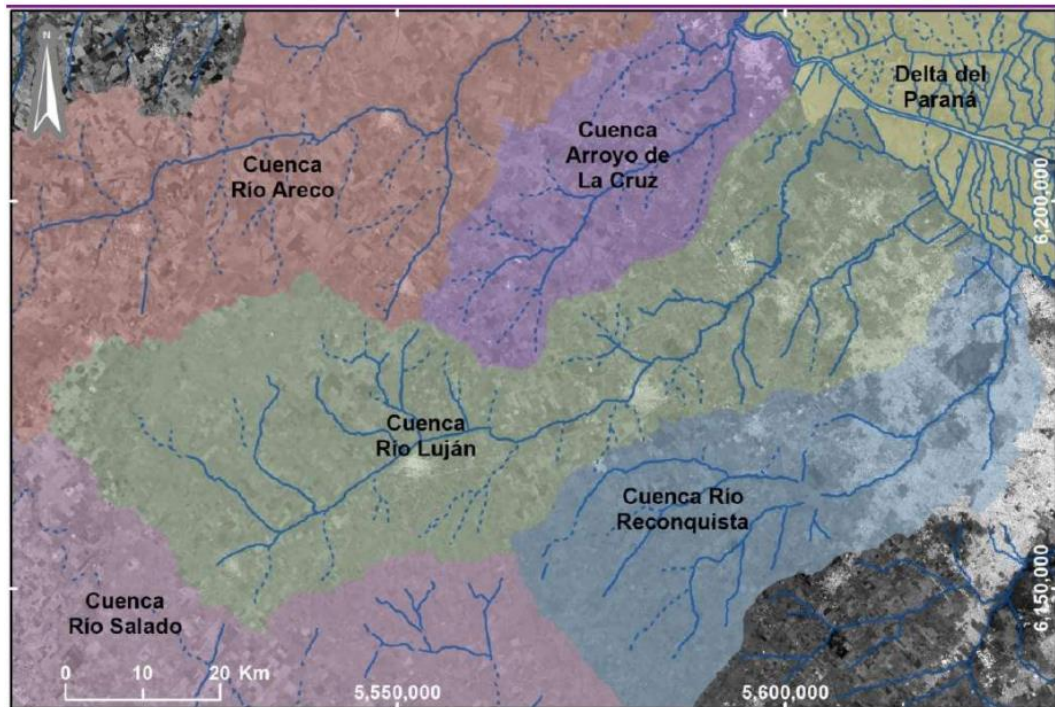 N
Delta del
Paraná
Cuenca
Arroyo de
La Cruz
Cuenca
Río Areco
6,200,000
Cuenca
Río Luján
Cuenca Río
Reconquista
Cuenca
Río Salado
6,150,000
0 10 20 Km
5,550,000
5,600,000